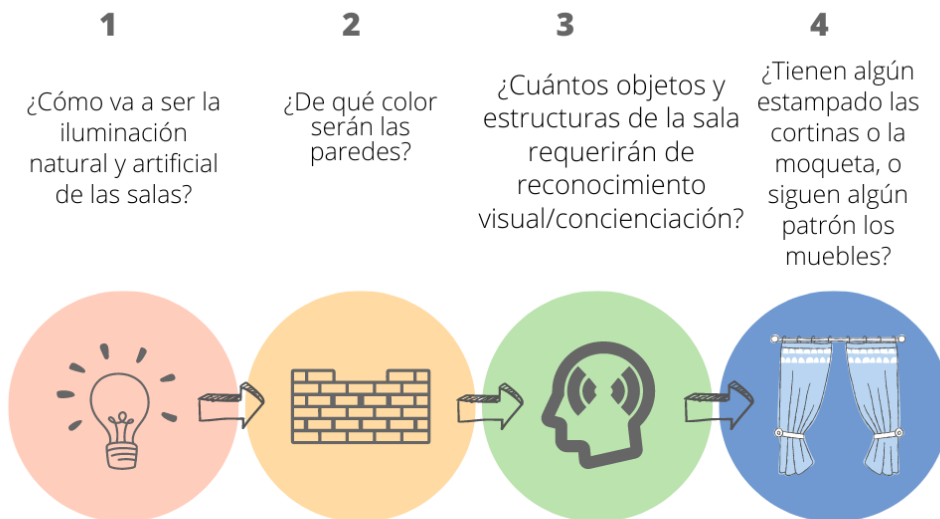 1
¿Cómo va a ser la
iluminación
natural y artificial
de las salas?
2
¿De qué color
serán las
paredes?
3
¿Cuántos objetos y
estructuras de la sala
requerirán de
reconocimiento
visual/concienciación?
4
¿Tienen algún
estampado las
cortinas o la
moqueta, o
siguen algún
patrón los
muebles?